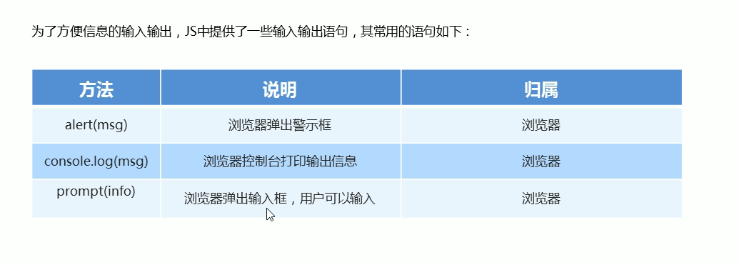 为了方便信息的输入输出，JS中提供了一些输入输出语句，其常用的语句如下：
方法 说明 归属
alert(msg) 浏览器弹出警示框 浏览器
console.log(msg) 浏览器控制台打印输出信息 浏览器
prompt(info) 浏览器弹出输入框，用户可以输入 浏览器